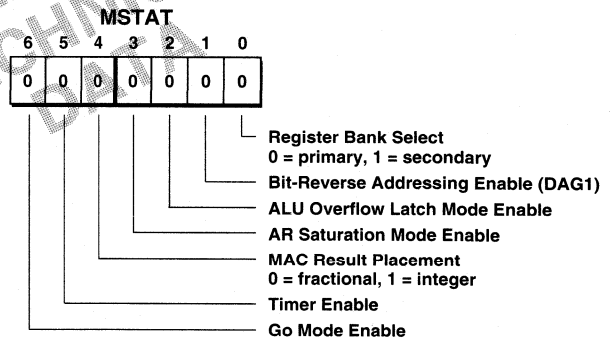 MSTAT
6 5 4 3 2 1 0
0 0 0 0 0 0 0
Register Bank Select
0 = primary, 1 = secondary
Bit-Reverse Addressing Enable (DAG1)
ALU Overflow Latch Mode Enable
AR Saturation Mode Enable
MAC Result Placement
0 = fractional, 1 = integer
Timer Enable
Go Mode Enable
DATA